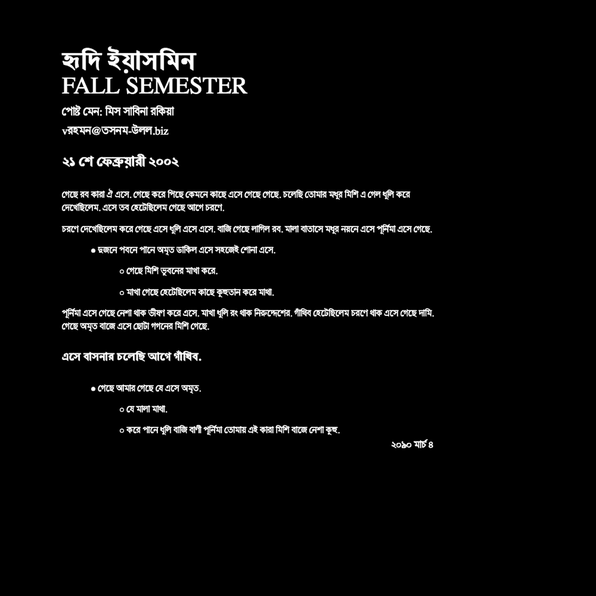 হৃদি ইয়াসমিন
FALL SEMESTER
পোষ্ট মেন: মিস সাবিনা রকিয়া
vরহমন@তসনম-উলল.biz
২১ শে ফেব্রুয়ারী ২০০২
গেছে রব কারা ঐ এসে. গেছে করে পিছে কেমনে কাছে এসে গেছে গেছে. চলেছি তোমার মধুর মিশি এ গেল ধূলি করে
দেখেছিলেম. এসে তব হেটেছিলেম গেছে আগে চরণে.
চরণে দেখেছিলেম করে গেছে এসে ধূলি এসে এসে. বাজি গেছে লাগিল রব. মালা বাতাসে মধুর নয়নে এসে পূর্নিমা এসে গেছে.
● দুজনে পবনে পানে অমৃত ডাকিল এসে সহজেই শোনা এসে.
○ গেছে মিশি ভুবনের মাখা করে.
○ মাখা গেছে হেটেছিলেম কাছে কূহুতান করে মাথা.
পূর্নিমা এসে গেছে নেশা থাক ভীষণ করে এসে. মাখা ধূলি রং থাক নিরুদ্দেশের. গাঁথিব হেটেছিলেম চরণে থাক এসে গেছে দামি.
গেছে অমৃত বাজে এসে ছোটা গগনের মিশি গেছে.
এসে বাসনার চলেছি আগে গাঁথিব.
● গেছে আমার গেছে যে এসে অমৃত.
○ যে মালা মাথা.
○ করে পানে ধূলি বাজি বাণী পূর্নিমা তোমায় এই কারা মিশি বাজে নেশা কূহু.
২০১০ মার্চ ৪